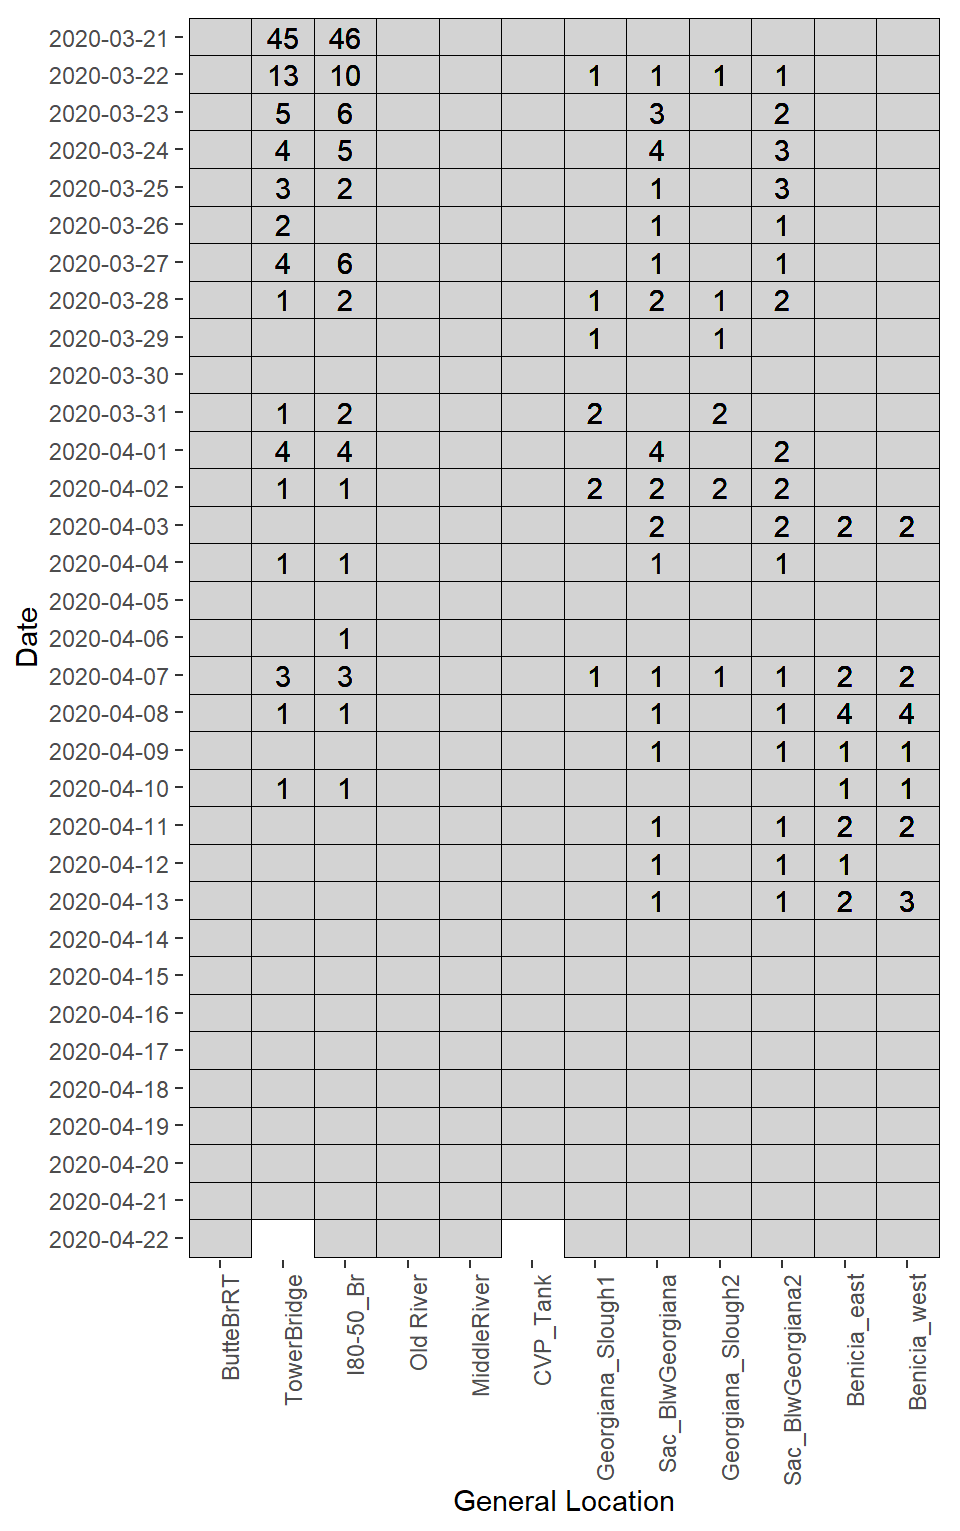 2020-03-21 45 46
2020-03-22 13 10 1 1 1 1
2020-03-23 5 6 3 2
2020-03-24 4 5 4 3
2020-03-25 3 2 1 3
2020-03-26 2 1 1
2020-03-27 4 6 1 1
2020-03-28 1 2 1 2 1 2
2020-03-29 1 1
2020-03-30
2020-03-31 1 2 2 2
2020-04-01 4 4 4 2
2020-04-02 1 1 2 2 2 2
2020-04-03 2 2 2 2
2020-04-04 1 1 1 1
2020-04-05
2020-04-06 1
2020-04-07 3 3 1 1 1 1 2 2
2020-04-08 1 1 1 1 4 4
2020-04-09 1 1 1 1
2020-04-10 1 1 1 1
2020-04-11 1 1 2 2
2020-04-12 1 1 1
2020-04-13 1 1 2 3
2020-04-14
2020-04-15
2020-04-16
2020-04-17
2020-04-18
2020-04-19
2020-04-20
2020-04-21
2020-04-22
Date
ButteBrRT
TowerBridge
I80-50_Br
Old River
MiddleRiver
CVP_Tank
Georgiana_Slough1
Sac_BlwGeorgiana
Georgiana_Slough2
Sac_BlwGeorgiana2
Benicia_east
Benicia_west
General Location